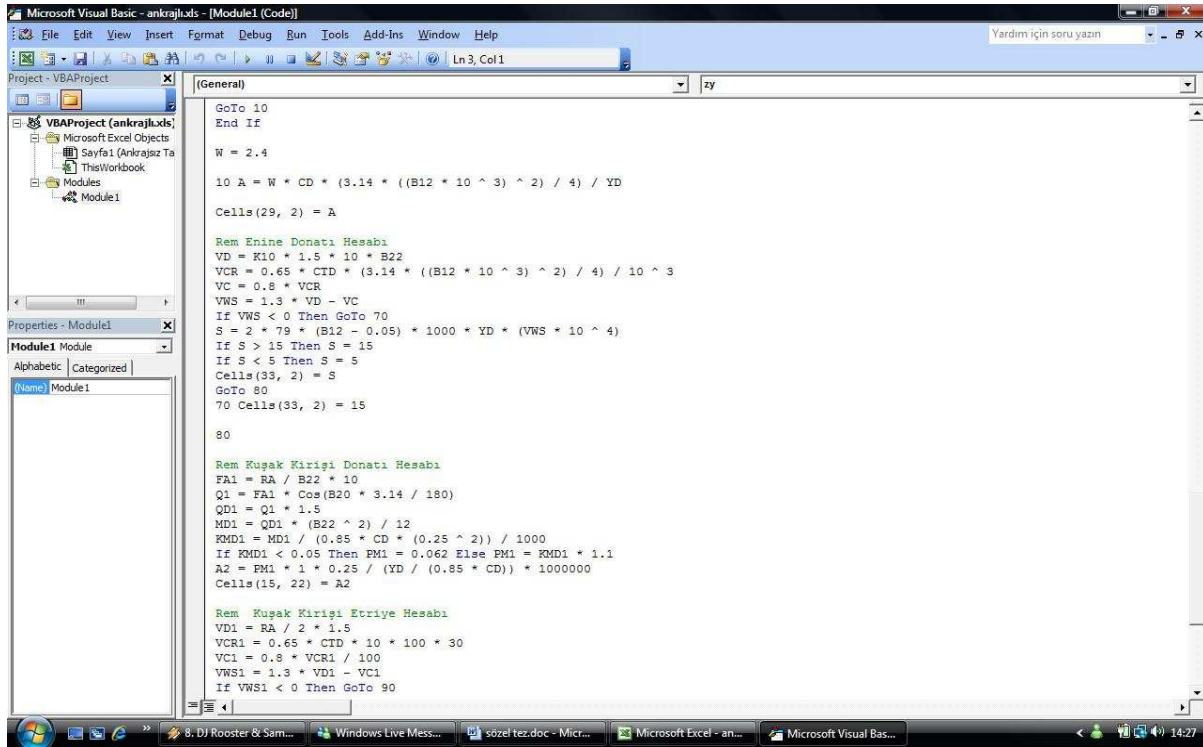 Microsoft Visual Basic - ankrajlı.xls - [Module1 (Code)]
File Edit View Insert Format Debug Run Tools Add-Ins Window Help
Yardım için soru yazın
Ln 3, Col 1
Project - VBAProject
(General)
zy
VBAProject (ankrajlı.xls)
Microsoft Excel Objects
Sayfa1 (Ankrajsız Ta
ThisWorkbook
Modules
Module1
Properties - Module1
Module1 Module
Alphabetic Categorized
(Name) Module1
GoTo 10
End If
W = 2.4
10 A = W * CD * (3.14 * ((B12 * 10 ^ 3) ^ 2) / 4) / YD
Cells(29, 2) = A
Rem Enine Donatı Hesabı
VD = K10 * 1.5 * 10 * B22
VCR = 0.65 * CTD * (3.14 * ((B12 * 10 ^ 3) ^ 2) / 4) / 10 ^ 3
VC = 0.8 * VCR
VWS = 1.3 * VD - VC
If VWS < 0 Then GoTo 70
S = 2 * 79 * (B12 - 0.05) * 1000 * YD * (VWS * 10 ^ 4)
If S > 15 Then S = 15
If S < 5 Then S = 5
Cells(33, 2) = S
GoTo 80
70 Cells(33, 2) = 15
80
Rem Kuşak Kirişi Donatı Hesabı
FA1 = RA / B22 * 10
Q1 = FA1 * Cos(B20 * 3.14 / 180)
QD1 = Q1 * 1.5
MD1 = QD1 * (B22 ^ 2) / 12
KMD1 = MD1 / (0.85 * CD * (0.25 ^ 2)) / 1000
If KMD1 < 0.05 Then PM1 = 0.062 Else PM1 = KMD1 * 1.1
A2 = PM1 * 1 * 0.25 / (YD / (0.85 * CD)) * 1000000
Cells(15, 22) = A2
Rem  Kuşak Kirişi Etriye Hesabı
VD1 = RA / 2 * 1.5
VCR1 = 0.65 * CTD * 10 * 100 * 30
VC1 = 0.8 * VCR1 / 100
VWS1 = 1.3 * VD1 - VC1
If VWS1 < 0 Then GoTo 90
8. DJ Rooster & Sam...
Windows Live Mess...
sözel tez.doc - Micr...
Microsoft Excel - an...
Microsoft Visual Bas...
14:27